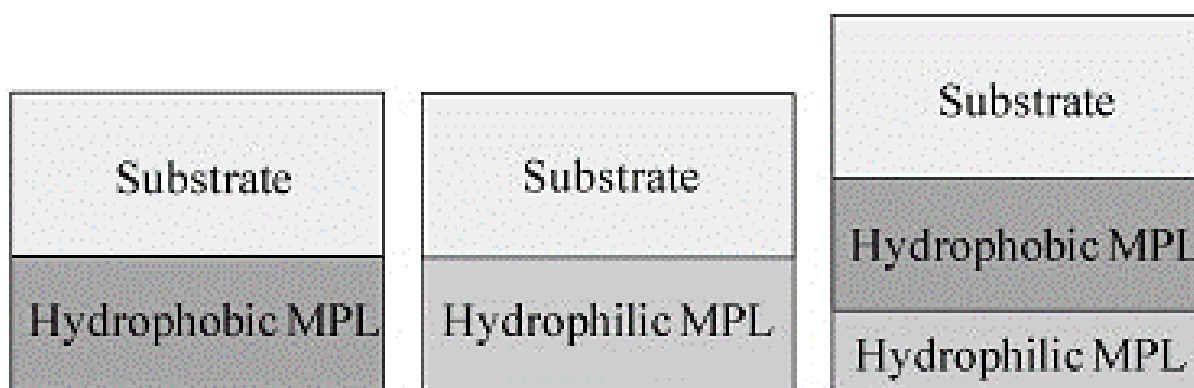 Substrate
Hydrophobic MPL
Substrate
Hydrophilic MPL
Substrate
Hydrophobic MPL
Hydrophilic MPL